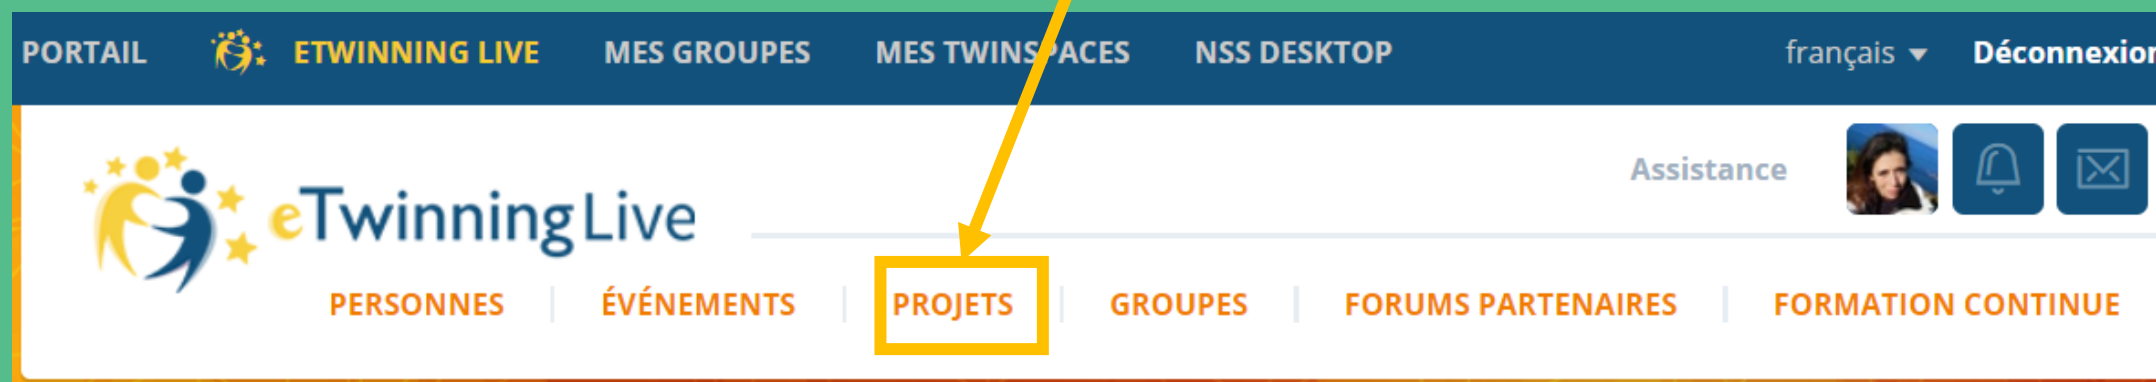 PORTAIL ETWINNING LIVE MES GROUPES MES TWINSPACES NSS DESKTOP français Déconnexion
Assistance
eTwinning Live
PERSONNES ÉVÉNEMENTS PROJETS GROUPES FORUMS PARTENAIRES FORMATION CONTINUE